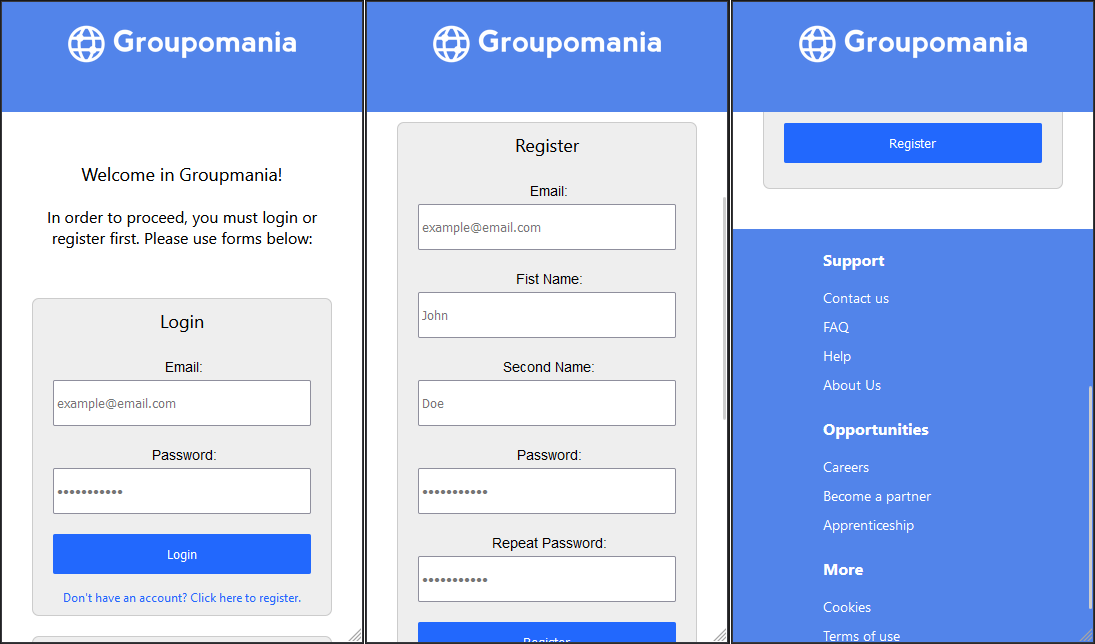 Groupomania
Welcome in Groupmania!
In order to proceed, you must login or
register first. Please use forms below:
Login
Email:
example@email.com
Password:
•••••••••••
Login
Don't have an account? Click here to register.
Groupomania
Register
Email:
example@email.com
Fist Name:
John
Second Name:
Doe
Password:
•••••••••••
Repeat Password:
•••••••••••
Register
Groupomania
Register
Support
Contact us
FAQ
Help
About Us
Opportunities
Careers
Become a partner
Apprenticeship
More
Cookies
Terms of use